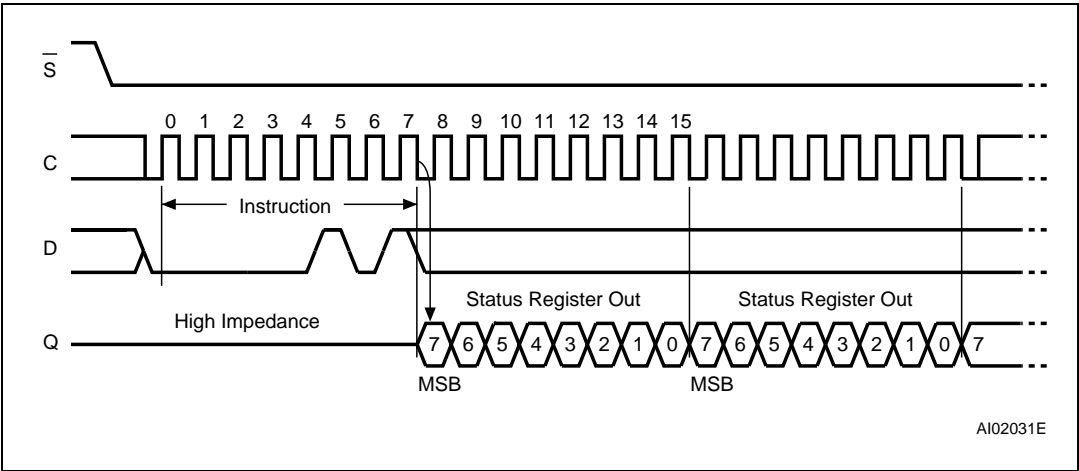 S
0 1 2 3 4 5 6 7 8 9 10 11 12 13 14 15
C
Instruction
D
Status Register Out Status Register Out
High Impedance
Q 7 6 5 4 3 2 1 0 7 6 5 4 3 2 1 0 7
MSB MSB
AI02031E